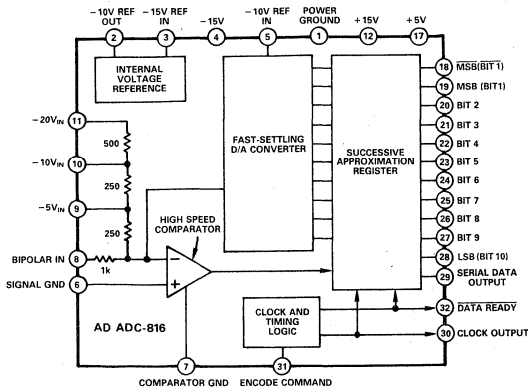 −10V REF OUT
−15V REF IN
−15V
−10V REF IN
POWER GROUND
+15V
+5V
2
3
4
5
1
12
17
INTERNAL VOLTAGE REFERENCE
FAST-SETTLING D/A CONVERTER
SUCCESSIVE APPROXIMATION REGISTER
−20VIN
11
500
−10VIN
10
250
−5VIN
9
250
HIGH SPEED COMPARATOR
BIPOLAR IN
8
1k
−
SIGNAL GND
6
+
18
MSB(BIT 1)
19
MSB (BIT1)
20
BIT 2
21
BIT 3
22
BIT 4
23
BIT 5
24
BIT 6
25
BIT 7
26
BIT 8
27
BIT 9
28
LSB (BIT 10)
29
SERIAL DATA OUTPUT
32
DATA READY
30
CLOCK OUTPUT
AD ADC-816
CLOCK AND TIMING LOGIC
7
31
COMPARATOR GND
ENCODE COMMAND